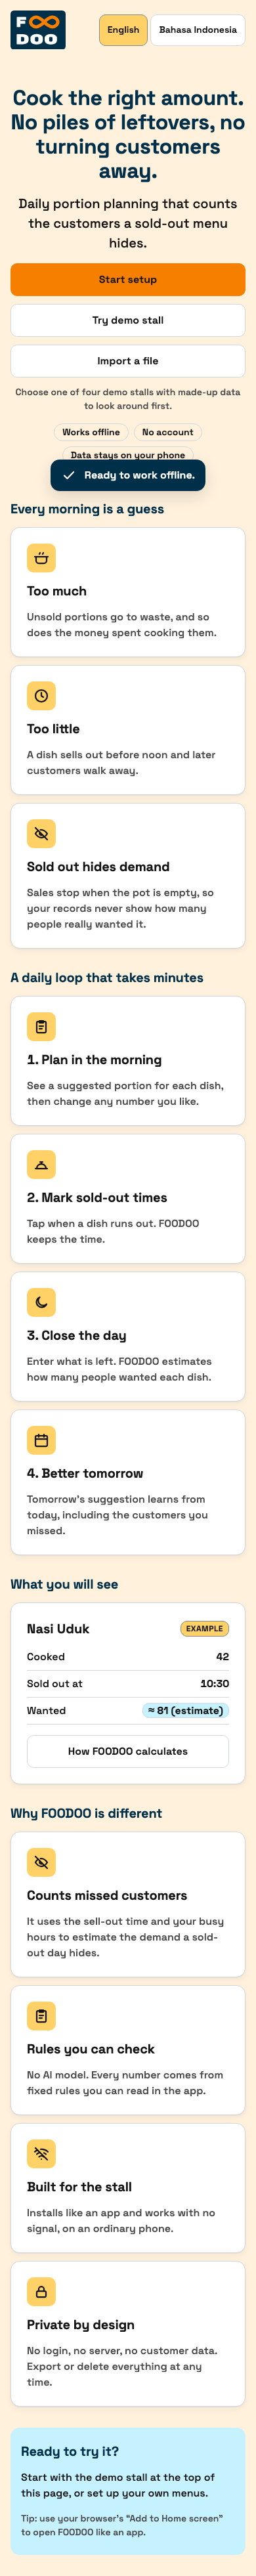 FOODOO
English
Bahasa Indonesia
Cook the right amount.
No piles of leftovers, no
turning customers
away.
Daily portion planning that counts
the customers a sold-out menu
hides.
Start setup
Try demo stall
Import a file
Choose one of four demo stalls with made-up data
to look around first.
Works offline
No account
Data stays on your phone
Ready to work offline.
Every morning is a guess
Too much
Unsold portions go to waste, and so
does the money spent cooking them.
Too little
A dish sells out before noon and later
customers walk away.
Sold out hides demand
Sales stop when the pot is empty, so
your records never show how many
people really wanted it.
A daily loop that takes minutes
1. Plan in the morning
See a suggested portion for each dish,
then change any number you like.
2. Mark sold-out times
Tap when a dish runs out. FOODOO
keeps the time.
3. Close the day
Enter what is left. FOODOO estimates
how many people wanted each dish.
4. Better tomorrow
Tomorrow's suggestion learns from
today, including the customers you
missed.
What you will see
Nasi Uduk
EXAMPLE
Cooked 42
Sold out at 10:30
Wanted ≈ 81 (estimate)
How FOODOO calculates
Why FOODOO is different
Counts missed customers
It uses the sell-out time and your busy
hours to estimate the demand a sold-
out day hides.
Rules you can check
No AI model. Every number comes from
fixed rules you can read in the app.
Built for the stall
Installs like an app and works with no
signal, on an ordinary phone.
Private by design
No login, no server, no customer data.
Export or delete everything at any
time.
Ready to try it?
Start with the demo stall at the top of
this page, or set up your own menus.
Tip: use your browser's "Add to Home screen"
to open FOODOO like an app.